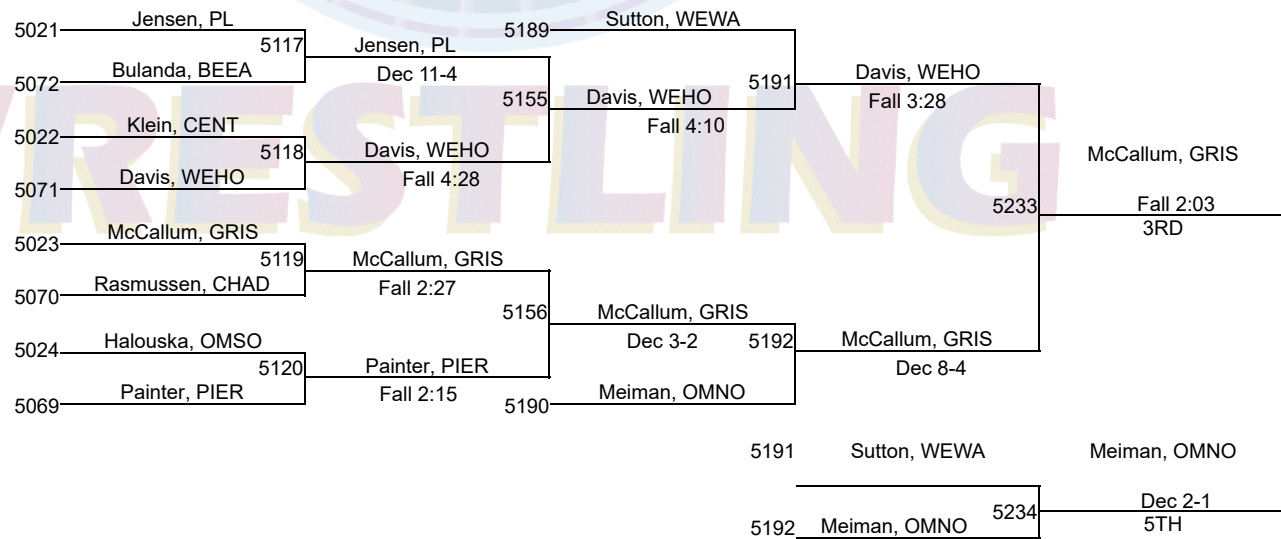 Jensen, PL
Sutton, WEWA
5021
5189
5117
Jensen, PL
Bulanda, BEEA
Dec 11-4
Davis, WEHO
5072
5191
5155
Davis, WEHO
Fall 3:28
Klein, CENT
Fall 4:10
5022
5118
Davis, WEHO
McCallum, GRIS
Davis, WEHO
Fall 4:28
5071
5233
Fall 2:03
McCallum, GRIS
3RD
5023
5119
McCallum, GRIS
Rasmussen, CHAD
Fall 2:27
5070
5156
McCallum, GRIS
Halouska, OMSO
Dec 3-2
5192
McCallum, GRIS
5024
5120
Painter, PIER
Dec 8-4
Painter, PIER
Fall 2:15
Meiman, OMNO
5069
5190
5191
Sutton, WEWA
Meiman, OMNO
5234
Dec 2-1
5192
Meiman, OMNO
5TH
WRESTLING